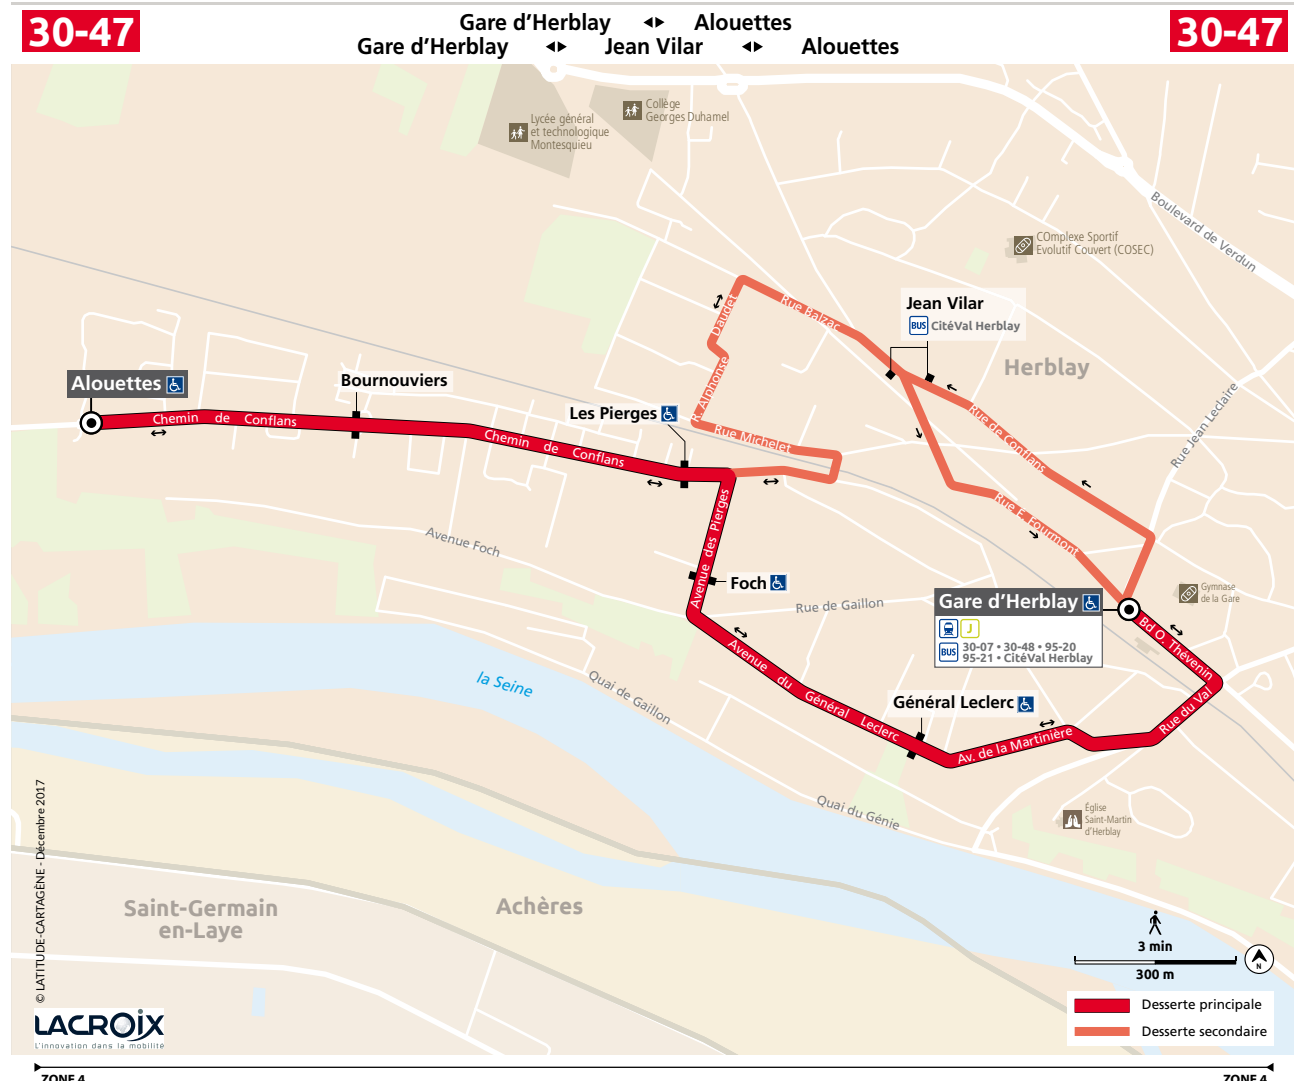 30-47
Gare d'Herblay ◄► Alouettes
Gare d'Herblay ◄► Jean Vilar ◄► Alouettes
30-47
Lycée général
et technologique
Montesquieu
Collège
Georges Duhamel
Boulevard de Verdun
COmplexe Sportif
Evolutif Couvert (COSEC)
Jean Vilar
BUS CitéVal Herblay
Herblay
Rue Balzac
R. Alphonse Daudet
Rue Michelet
Rue de Conflans
Rue E. Fourmont
Rue Jean Leclaire
Alouettes
Bournouviers
Les Pierges
Chemin de Conflans
Chemin de Conflans
Avenue des Pierges
Avenue Foch
Foch
Rue de Gaillon
Gare d'Herblay
J
BUS 30-07 • 30-48 • 95-20
95-21 • CitéVal Herblay
Gymnase
de la Gare
Bd O. Thévenin
Rue du Val
Avenue du Général Leclerc
Général Leclerc
Av. de la Martinière
la Seine
Quai de Gaillon
Quai du Génie
Église
Saint-Martin
d'Herblay
Saint-Germain
en-Laye
Achères
© LATITUDE-CARTAGÈNE - Décembre 2017
LACROIX
L'innovation dans la mobilité
3 min
300 m
N
Desserte principale
Desserte secondaire
ZONE 4
ZONE 4